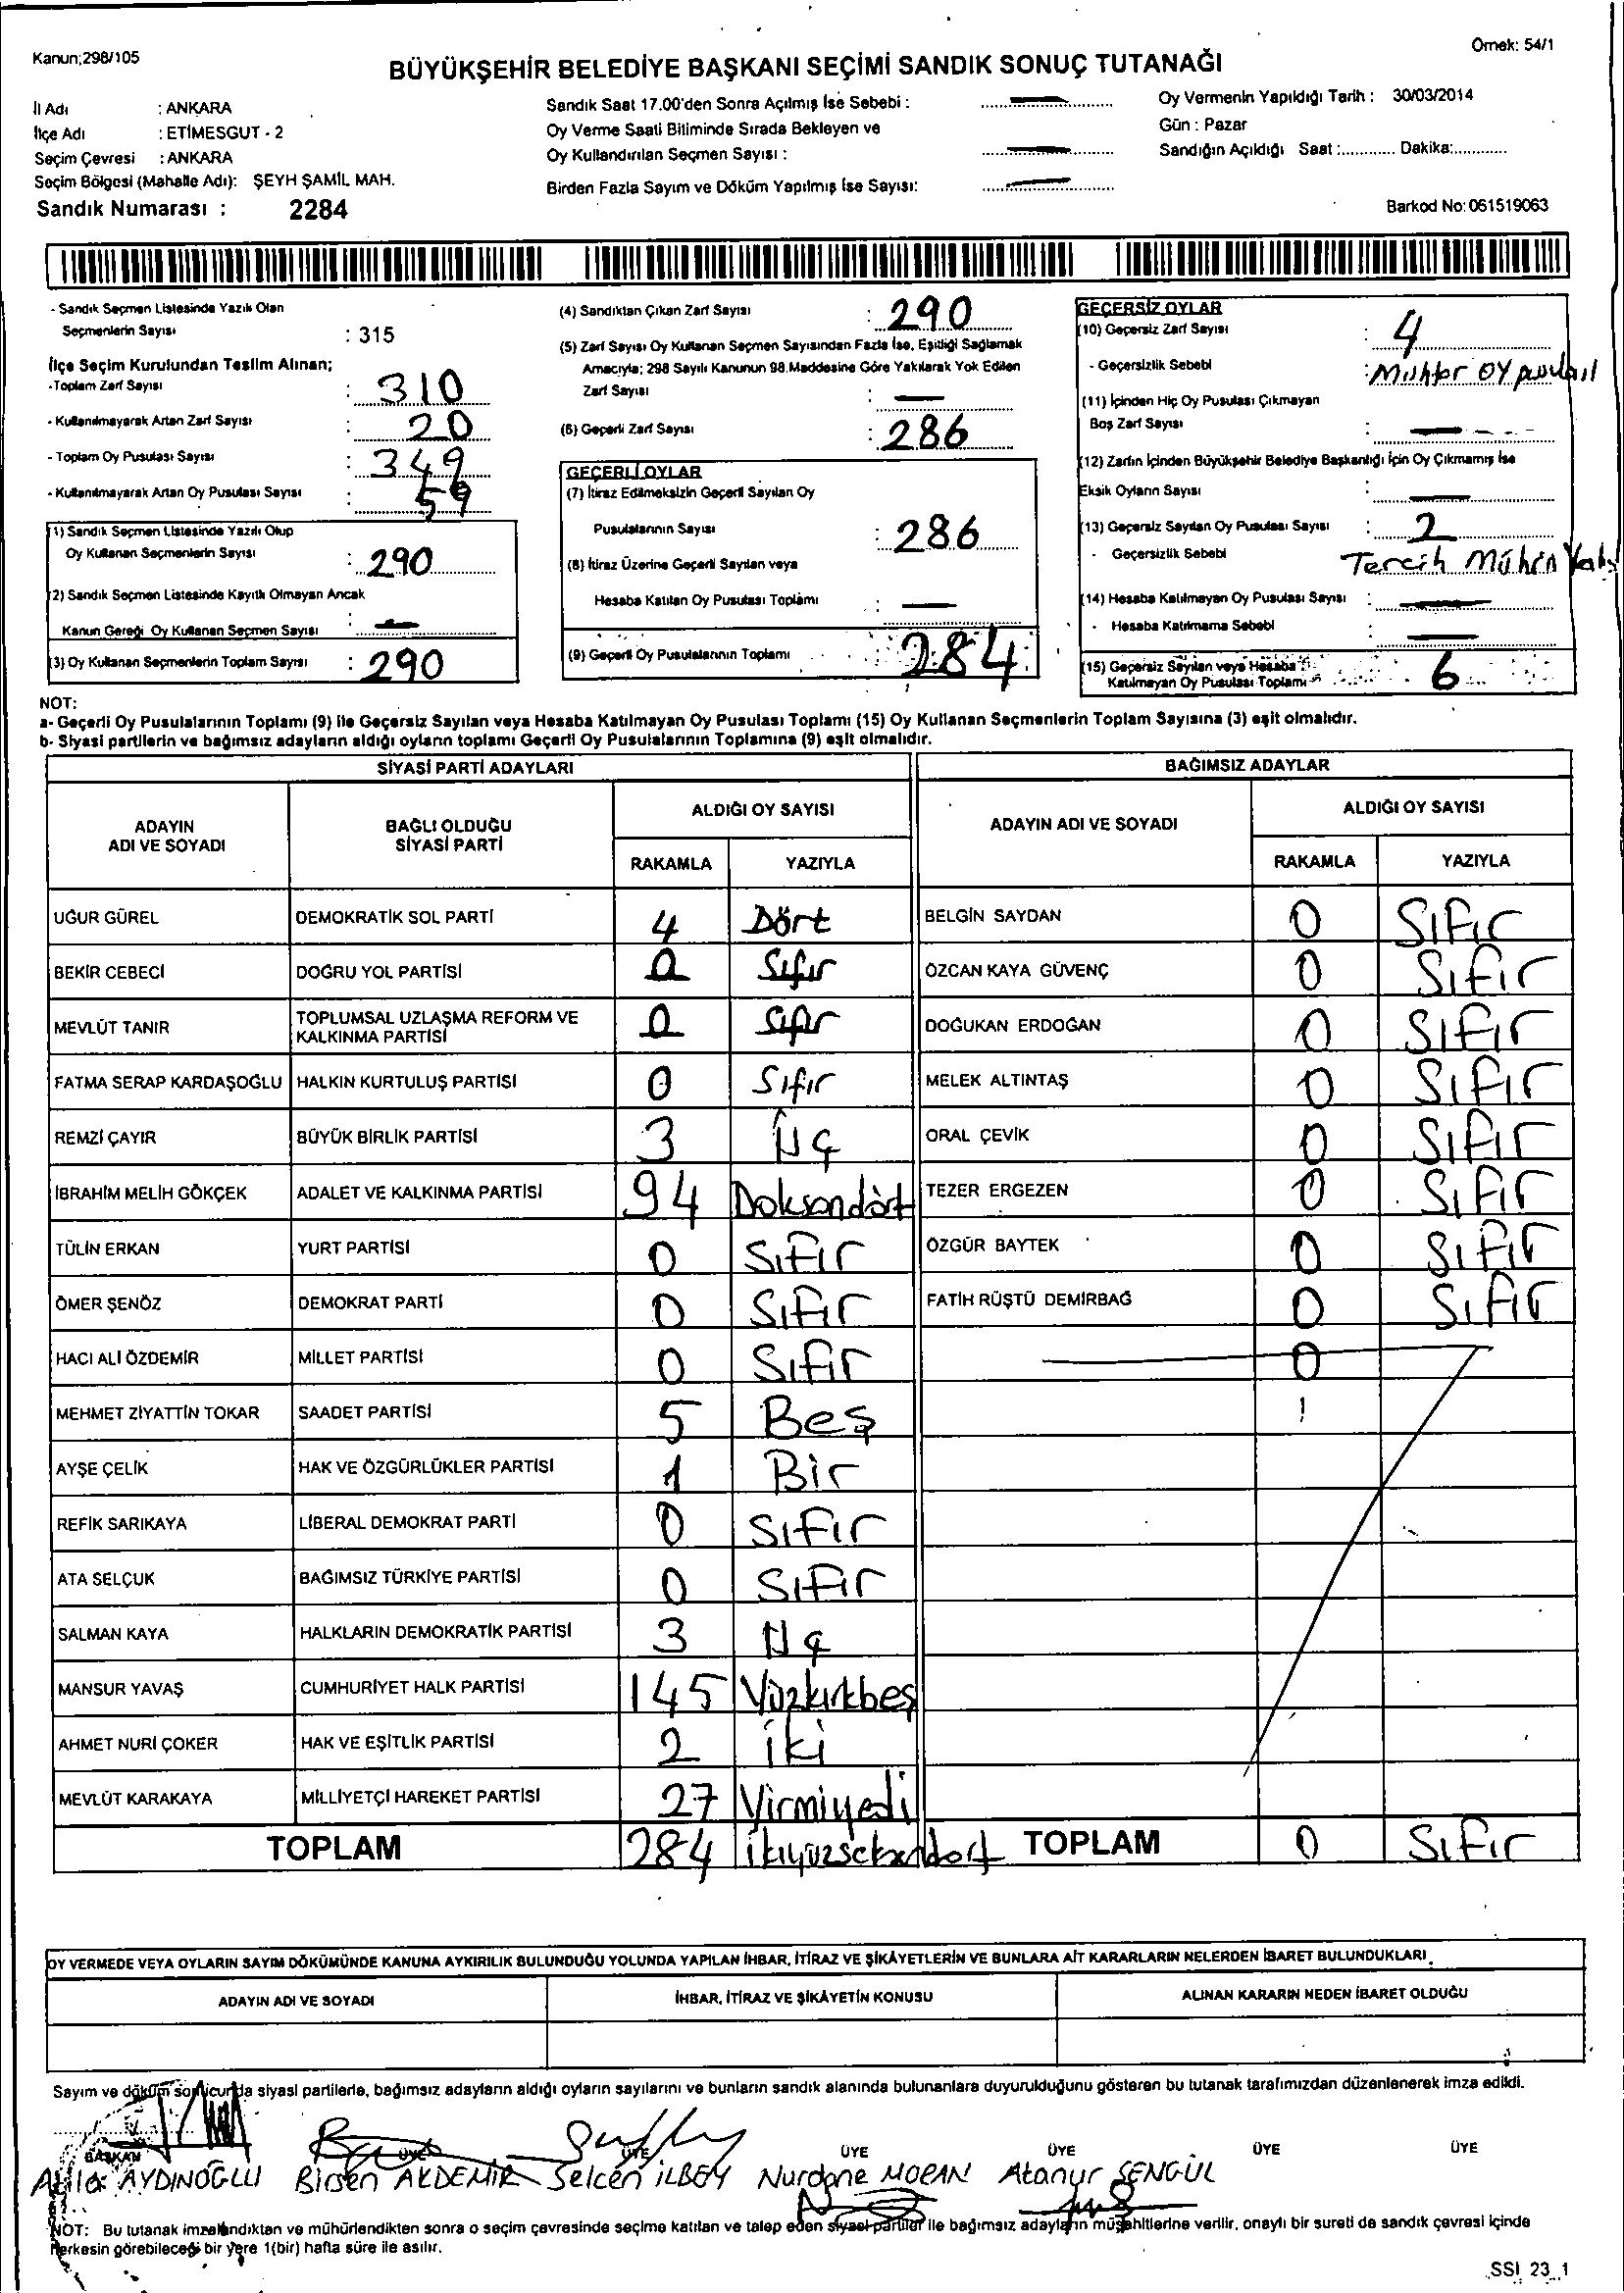 Kanun;298/105
Örnek: 54/1
BÜYÜKŞEHİR BELEDİYE BAŞKANI SEÇİMİ SANDIK SONUÇ TUTANAĞI
İl Adı : ANKARA
İlçe Adı : ETİMESGUT - 2
Seçim Çevresi : ANKARA
Seçim Bölgesi (Mahalle Adı): ŞEYH ŞAMİL MAH.
Sandık Numarası : 2284
Sandık Saat 17.00'den Sonra Açılmış İse Sebebi :
Oy Verme Saati Bitiminde Sırada Bekleyen ve
Oy Kullandırılan Seçmen Sayısı :
Birden Fazla Sayım ve Döküm Yapılmış İse Sayısı:
Oy Vermenin Yapıldığı Tarih : 30/03/2014
Gün : Pazar
Sandığın Açıldığı Saat :............ Dakika:............
Barkod No: 061519063
- Sandık Seçmen Listesinde Yazılı Olan
Seçmenlerin Sayısı : 315
İlçe Seçim Kurulundan Teslim Alınan;
- Toplam Zarf Sayısı : 310
- Kullanılmayarak Artan Zarf Sayısı : 20
- Toplam Oy Pusulası Sayısı : 349
- Kullanılmayarak Artan Oy Pusulası Sayısı : 59
(1) Sandık Seçmen Listesinde Yazılı Olup
Oy Kullanan Seçmenlerin Sayısı : 290
(2) Sandık Seçmen Listesinde Kayıtlı Olmayan Ancak
Kanun Gereği Oy Kullanan Seçmen Sayısı : —
(3) Oy Kullanan Seçmenlerin Toplam Sayısı : 290
(4) Sandıktan Çıkan Zarf Sayısı : 290
(5) Zarf Sayısı Oy Kullanan Seçmen Sayısından Fazla İse, Eşitliği Sağlamak
Amacıyla; 298 Sayılı Kanunun 98.Maddesine Göre Yakılarak Yok Edilen
Zarf Sayısı : —
(6) Geçerli Zarf Sayısı : 286
GEÇERLİ OYLAR
(7) İtiraz Edilmeksizin Geçerli Sayılan Oy
Pusulalarının Sayısı : 286
(8) İtiraz Üzerine Geçerli Sayılan veya
Hesaba Katılan Oy Pusulası Toplamı : —
(9) Geçerli Oy Pusulalarının Toplamı : 284
GEÇERSİZ OYLAR
(10) Geçersiz Zarf Sayısı : 4
- Geçersizlik Sebebi : Muhtar oy
(11) İçinden Hiç Oy Pusulası Çıkmayan
Boş Zarf Sayısı : —
(12) Zarfın İçinden Büyükşehir Belediye Başkanlığı İçin Oy Çıkmamış İse
Eksik Oyların Sayısı : —
(13) Geçersiz Sayılan Oy Pusulası Sayısı : 2
- Geçersizlik Sebebi Tercih Mührü
(14) Hesaba Katılmayan Oy Pusulası Sayısı : —
- Hesaba Katılmama Sebebi : —
(15) Geçersiz Sayılan veya Hesaba
Katılmayan Oy Pusulası Toplamı : 6
NOT:
a- Geçerli Oy Pusulalarının Toplamı (9) ile Geçersiz Sayılan veya Hesaba Katılmayan Oy Pusulası Toplamı (15) Oy Kullanan Seçmenlerin Toplam Sayısına (3) eşit olmalıdır.
b- Siyasi partilerin ve bağımsız adayların aldığı oyların toplamı Geçerli Oy Pusulalarının Toplamına (9) eşit olmalıdır.
SİYASİ PARTİ ADAYLARI
ADAYIN ADI VE SOYADI
BAĞLI OLDUĞU SİYASİ PARTİ
ALDIĞI OY SAYISI
RAKAMLA YAZIYLA
UĞUR GÜREL DEMOKRATİK SOL PARTİ 4 Dört
BEKİR CEBECİ DOĞRU YOL PARTİSİ 0 Sıfır
MEVLÜT TANIR TOPLUMSAL UZLAŞMA REFORM VE KALKINMA PARTİSİ 0 Sıfır
FATMA SERAP KARDAŞOĞLU HALKIN KURTULUŞ PARTİSİ 0 Sıfır
REMZİ ÇAYIR BÜYÜK BİRLİK PARTİSİ 3 Üç
İBRAHİM MELİH GÖKÇEK ADALET VE KALKINMA PARTİSİ 94 Doksandört
TÜLİN ERKAN YURT PARTİSİ 0 Sıfır
ÖMER ŞENÖZ DEMOKRAT PARTİ 0 Sıfır
HACI ALİ ÖZDEMİR MİLLET PARTİSİ 0 Sıfır
MEHMET ZİYATTİN TOKAR SAADET PARTİSİ 5 Beş
AYŞE ÇELİK HAK VE ÖZGÜRLÜKLER PARTİSİ 1 Bir
REFİK SARIKAYA LİBERAL DEMOKRAT PARTİ 0 Sıfır
ATA SELÇUK BAĞIMSIZ TÜRKİYE PARTİSİ 0 Sıfır
SALMAN KAYA HALKLARIN DEMOKRATİK PARTİSİ 3 Üç
MANSUR YAVAŞ CUMHURİYET HALK PARTİSİ 145 Yüzkırkbeş
AHMET NURİ ÇOKER HAK VE EŞİTLİK PARTİSİ 2 iki
MEVLÜT KARAKAYA MİLLİYETÇİ HAREKET PARTİSİ 27 Yirmiyedi
TOPLAM 284 ikiyüzseksendört
BAĞIMSIZ ADAYLAR
ADAYIN ADI VE SOYADI
ALDIĞI OY SAYISI
RAKAMLA YAZIYLA
BELGİN SAYDAN 0 Sıfır
ÖZCAN KAYA GÜVENÇ 0 Sıfır
DOĞUKAN ERDOĞAN 0 Sıfır
MELEK ALTINTAŞ 0 Sıfır
ORAL ÇEVİK 0 Sıfır
TEZER ERGEZEN 0 Sıfır
ÖZGÜR BAYTEK 0 Sıfır
FATİH RÜŞTÜ DEMİRBAĞ 0 Sıfır
0
TOPLAM 0 Sıfır
OY VERMEDE VEYA OYLARIN SAYIM DÖKÜMÜNDE KANUNA AYKIRILIK BULUNDUĞU YOLUNDA YAPILAN İHBAR, İTİRAZ VE ŞİKÂYETLERİN VE BUNLARA AİT KARARLARIN NELERDEN İBARET BULUNDUKLARI
ADAYIN ADI VE SOYADI
İHBAR, İTİRAZ VE ŞİKÂYETİN KONUSU
ALINAN KARARIN NEDEN İBARET OLDUĞU
Sayım ve döküm sonucunda siyasi partilerle, bağımsız adayların aldığı oyların sayılarını ve bunların sandık alanında bulunanlara duyurulduğunu gösteren bu tutanak tarafımızdan düzenlenerek imza edildi.
BAŞKAN ÜYE ÜYE ÜYE ÜYE ÜYE ÜYE
Atila AYDINOĞLU Birsen AKDEMİR Selcen İLBEY Nurdane MORAN Atanur ŞENGÜL
NOT: Bu tutanak imzalandıktan ve mühürlendikten sonra o seçim çevresinde seçime katılan ve talep eden siyasi partiler ile bağımsız adayların müşahitlerine verilir, onaylı bir sureti de sandık çevresi içinde
herkesin görebileceği bir yere 1(bir) hafta süre ile asılır.
SSI_23_1